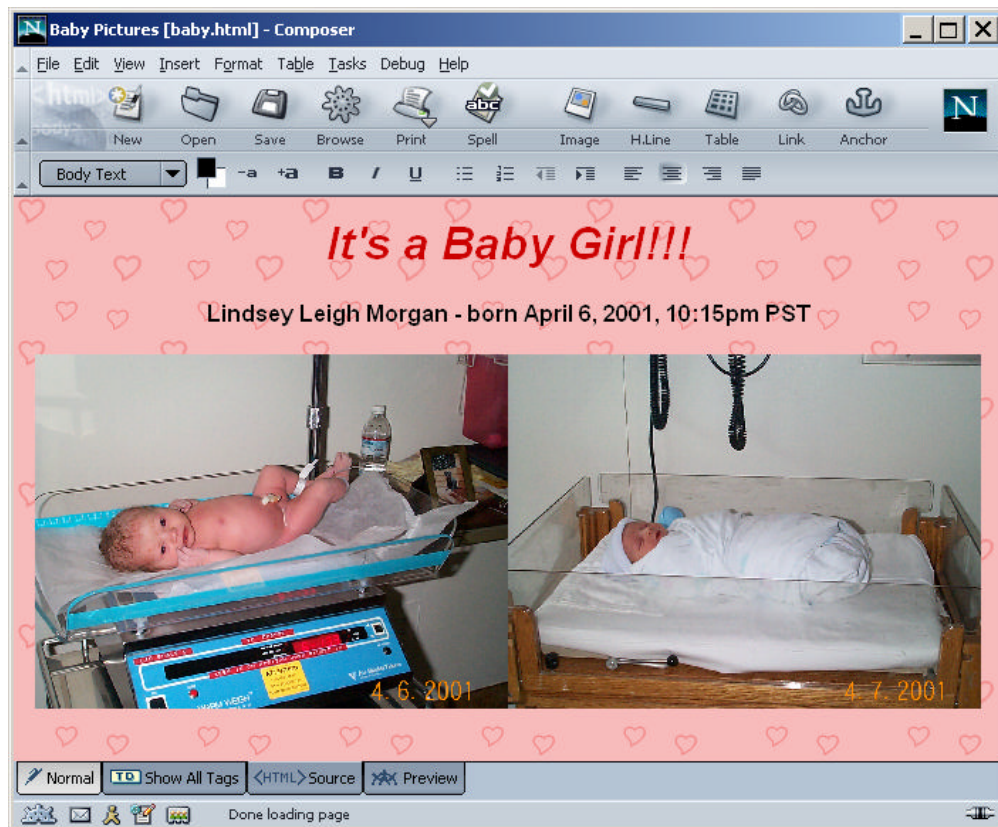 Baby Pictures [baby.html] - Composer
File Edit View Insert Format Table Tasks Debug Help
New Open Save Browse Print Spell Image H.Line Table Link Anchor
Body Text -a +a B I U
It's a Baby Girl!!!
Lindsey Leigh Morgan - born April 6, 2001, 10:15pm PST
4. 6. 2001 4. 7. 2001
Normal TD Show All Tags <HTML> Source Preview
Done loading page